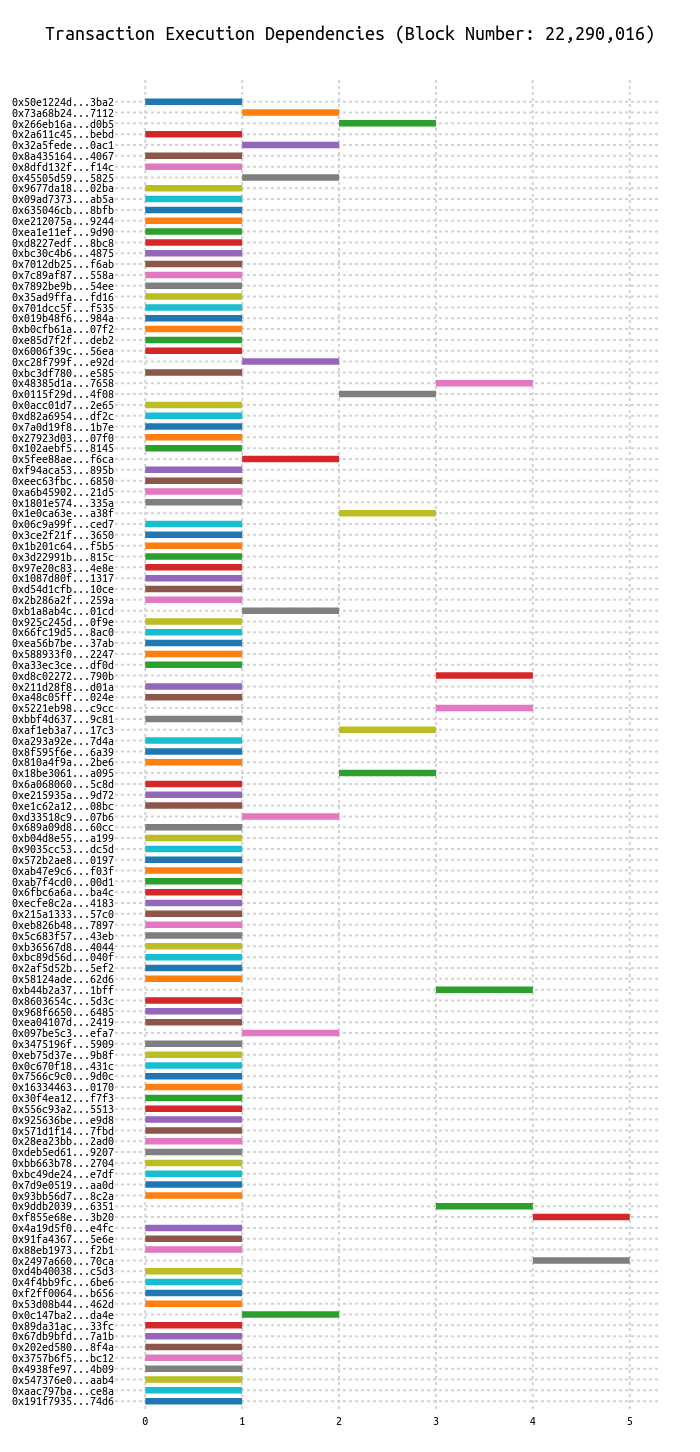 Transaction Execution Dependencies (Block Number: 22,290,016)
0x50e1224d...3ba2
0x73a68b24...7112
0x266eb16a...d0b5
0x2a611c45...bebd
0x32a5fede...0ac1
0x8a435164...4067
0x8dfd132f...f14c
0x45505d59...5825
0x9677da18...02ba
0x09ad7373...ab5a
0x635046cb...8bfb
0xe212075a...9244
0xea1e11ef...9d90
0xd8227edf...8bc8
0xbc30c4b6...4875
0x7012db25...f6ab
0x7c89af87...558a
0x7892be9b...54ee
0x35ad9ffa...fd16
0x701dcc5f...f535
0x019b48f6...984a
0xb0cfb61a...07f2
0xe85d7f2f...deb2
0x6006f39c...56ea
0xc28f799f...e92d
0xbc3df780...e585
0x48385d1a...7658
0x0115f29d...4f08
0x0acc01d7...2e65
0xd82a6954...df2c
0x7a0d19f8...1b7e
0x27923d03...07f0
0x102aebf5...8145
0x5fee88ae...f6ca
0xf94aca53...895b
0xeec63fbc...6850
0xa6b45902...21d5
0x1801e574...335a
0x1e0ca63e...a38f
0x06c9a99f...ced7
0x3ce2f21f...3650
0x1b201c64...f5b5
0x3d22991b...815c
0x97e20c83...4e8e
0x1087d80f...1317
0xd54d1cfb...10ce
0x2b286a2f...259a
0xb1a8ab4c...01cd
0x925c245d...0f9e
0x66fc19d5...8ac0
0xea56b7be...37ab
0x588933f0...2247
0xa33ec3ce...df0d
0xd8c02272...790b
0x211d28f8...d01a
0xa48c05ff...024e
0x5221eb98...c9cc
0xbbf4d637...9c81
0xaf1eb3a7...17c3
0xa293a92e...7d4a
0x8f595f6e...6a39
0x810a4f9a...2be6
0x18be3061...a095
0x6a068060...5c8d
0xe215935a...9d72
0xe1c62a12...08bc
0xd33518c9...07b6
0x689a09d8...60cc
0xb04d8e55...a199
0x9035cc53...dc5d
0x572b2ae8...0197
0xab47e9c6...f03f
0xab7f4cd0...00d1
0x6fbc6a6a...ba4c
0xecfe8c2a...4183
0x215a1333...57c0
0xeb826b48...7897
0x5c683f57...43eb
0xb36567d8...4044
0xbc89d56d...040f
0x2af5d52b...5ef2
0x58124ade...62d6
0xb44b2a37...1bff
0x8603654c...5d3c
0x968f6650...6485
0xea04107d...2419
0x097be5c3...efa7
0x3475196f...5909
0xeb75d37e...9b8f
0x0c670f18...431c
0x7566c9c0...9d0c
0x16334463...0170
0x30f4ea12...f7f3
0x556c93a2...5513
0x925636be...e9d8
0x571d1f14...7fbd
0x28ea23bb...2ad0
0xdeb5ed61...9207
0xbb663b78...2704
0xbc49de24...e7df
0x7d9e0519...aa0d
0x93bb56d7...8c2a
0x9ddb2039...6351
0xf855e68e...3b20
0x4a19d5f0...e4fc
0x91fa4367...5e6e
0x88eb1973...f2b1
0x2497a660...70ca
0xd4b40038...c5d3
0x4f4bb9fc...6be6
0xf2ff0064...b656
0x53d08b44...462d
0x0c147ba2...da4e
0x89da31ac...33fc
0x67db9bfd...7a1b
0x202ed580...8f4a
0x3757b6f5...bc12
0x4938fe97...4b09
0x547376e0...aab4
0xaac797ba...ce8a
0x191f7935...74d6
0 1 2 3 4 5